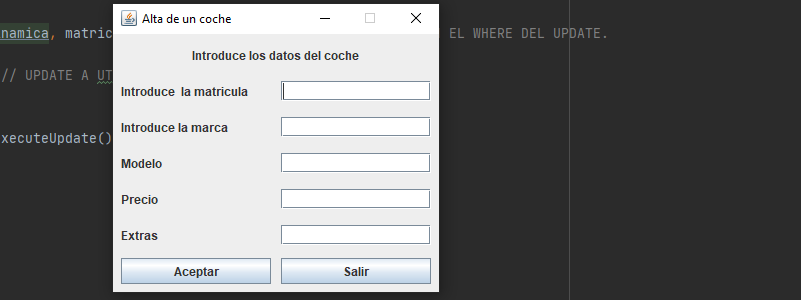 Alta de un coche
namica, matric EL WHERE DEL UPDATE.
Introduce los datos del coche
// UPDATE A UT
Introduce  la matricula
Introduce la marca
xecuteUpdate()
Modelo
Precio
Extras
Aceptar Salir